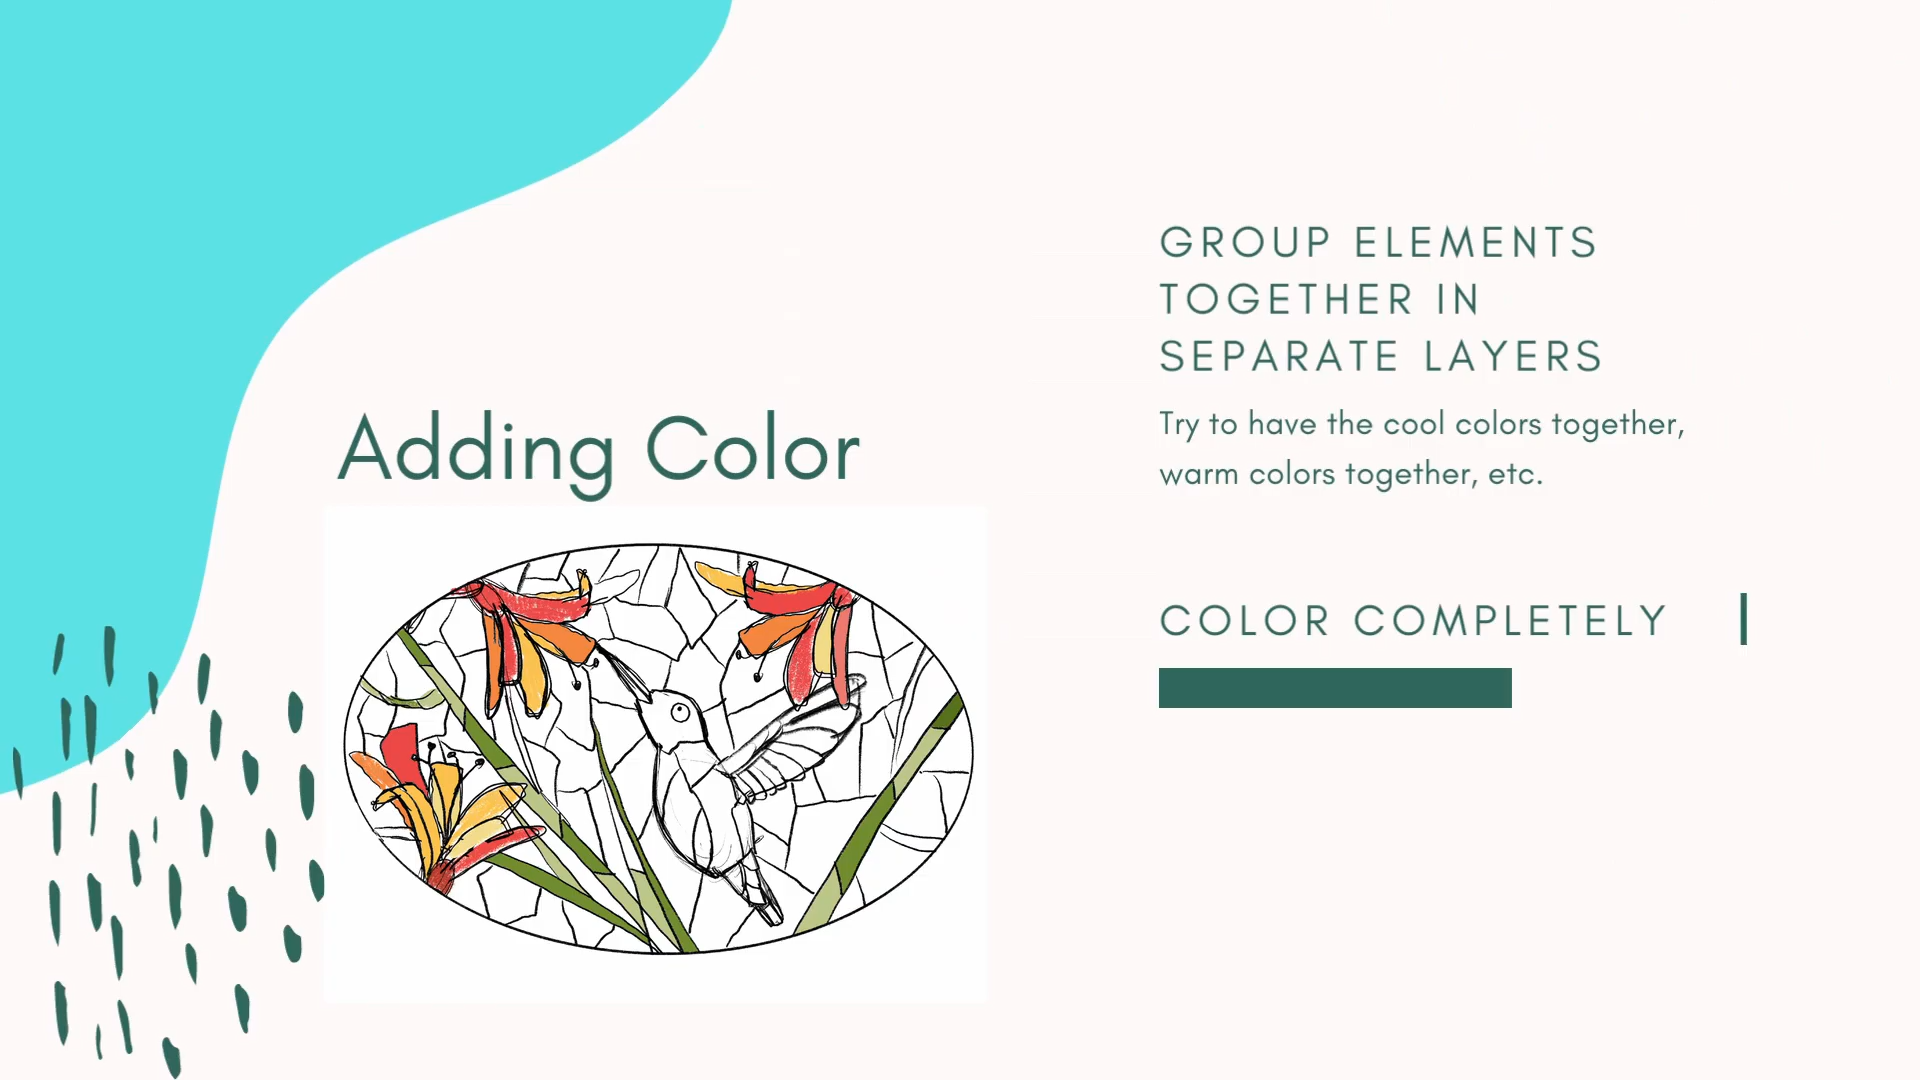 Adding Color
GROUP ELEMENTS
TOGETHER IN
SEPARATE LAYERS
Try to have the cool colors together,
warm colors together, etc.
COLOR COMPLETELY